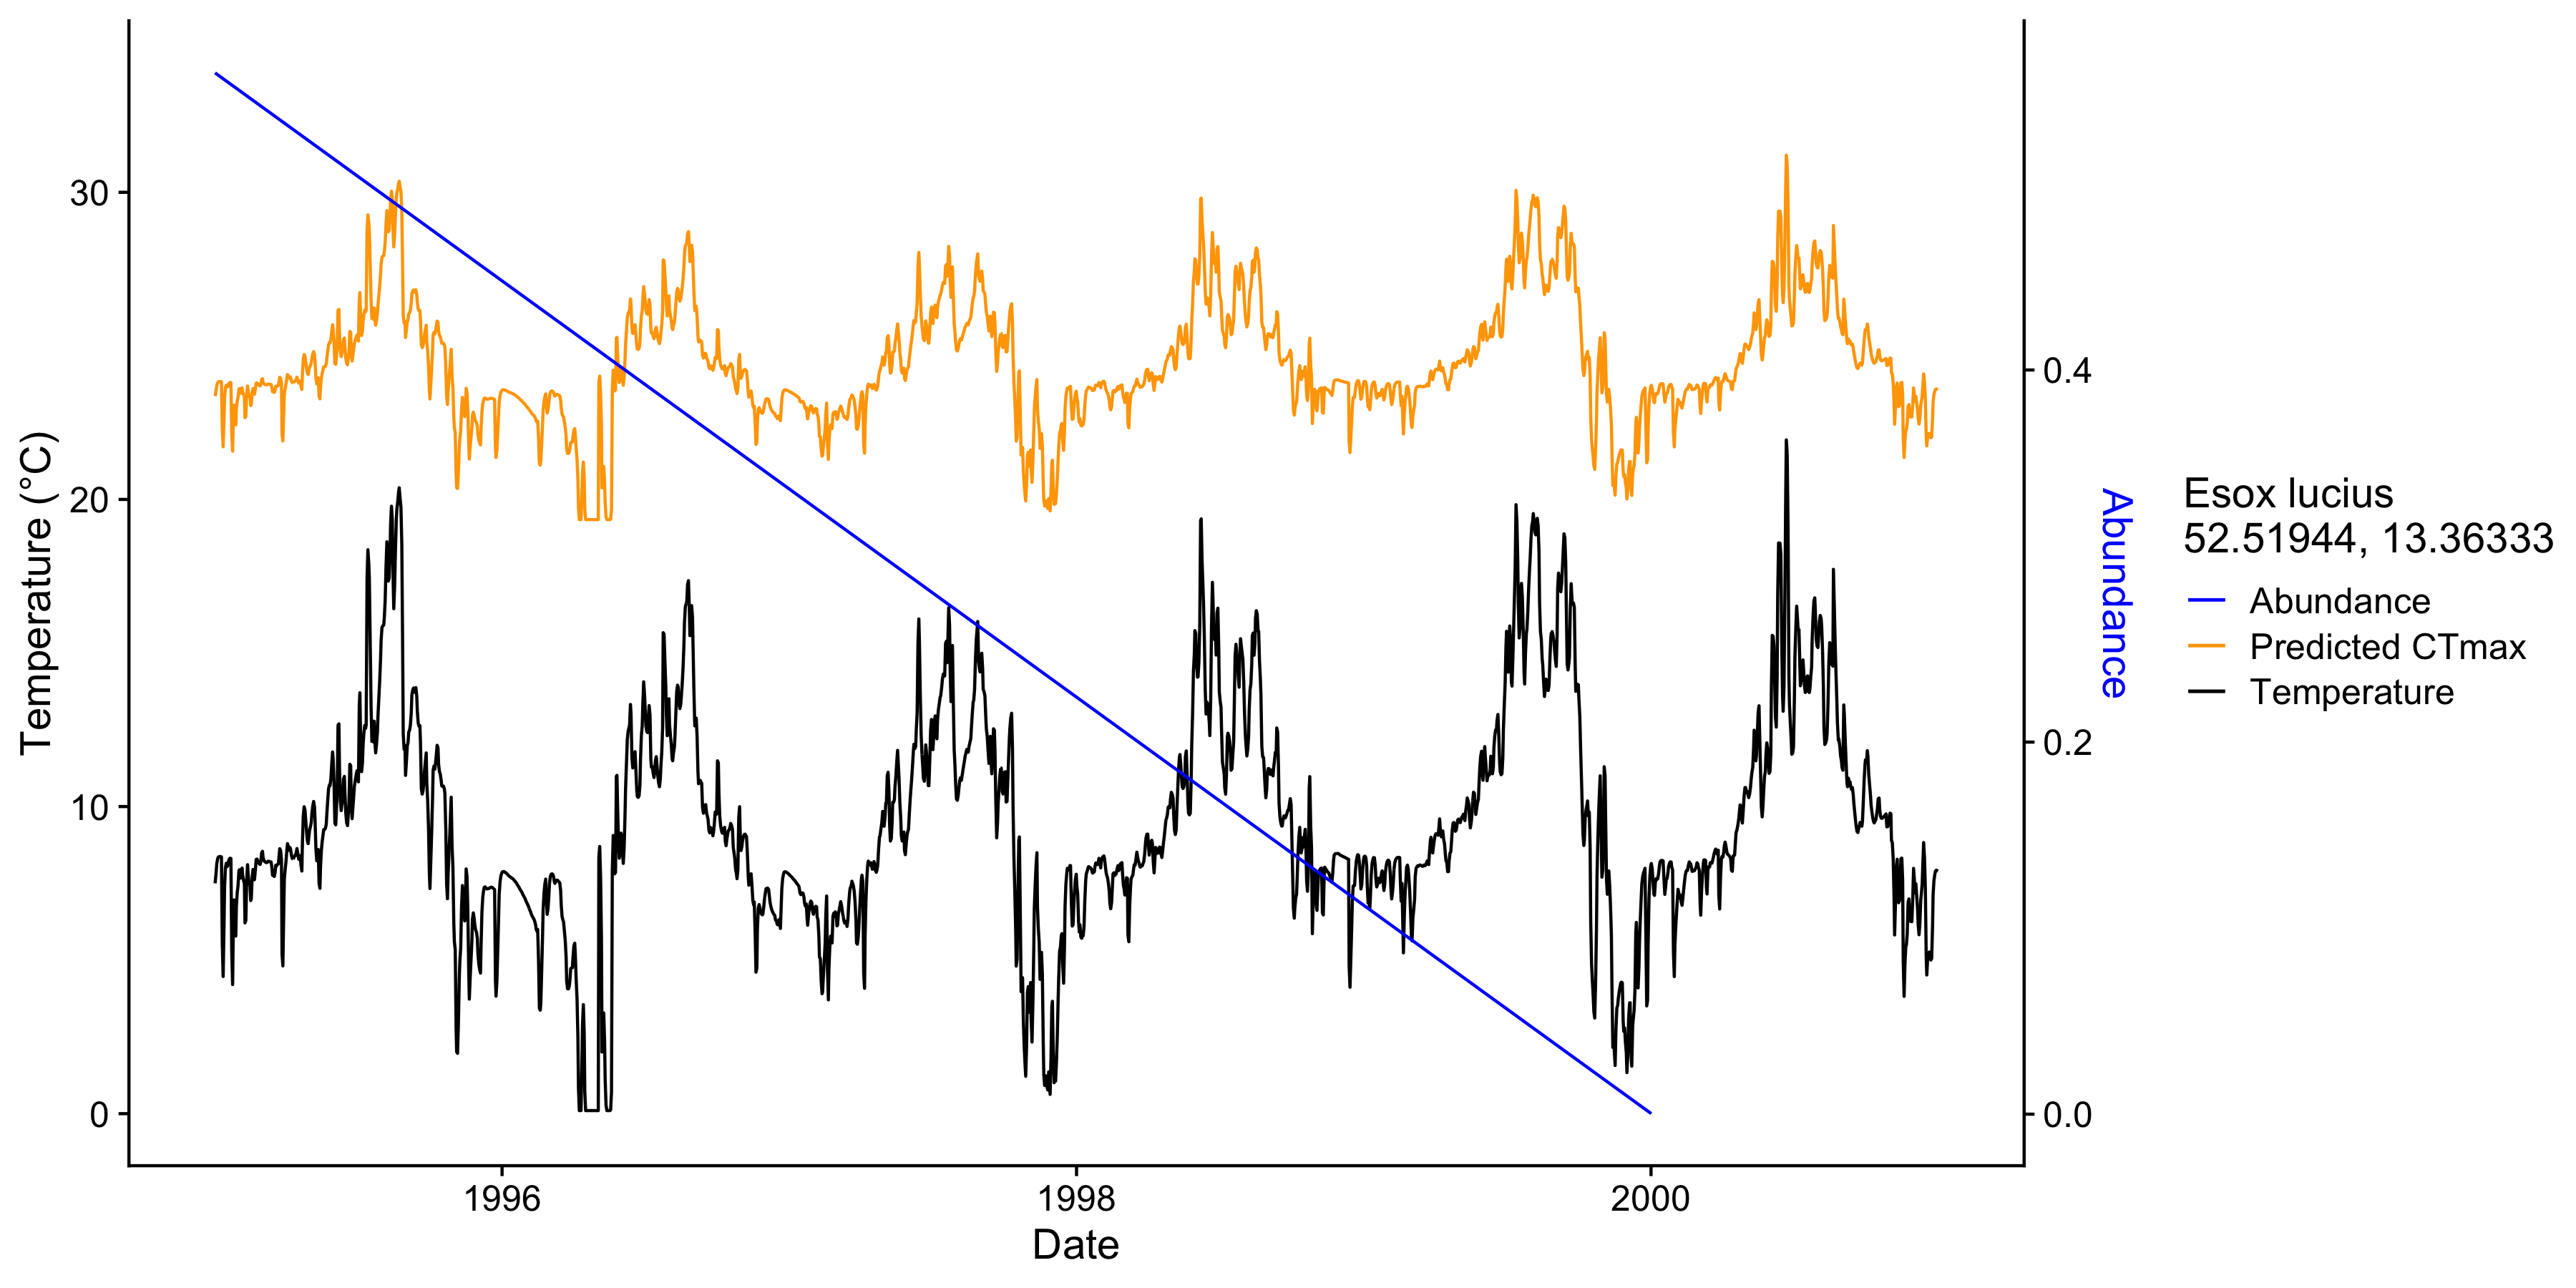 30
20
10
0
Temperature (°C)
1996
1998
2000
Date
0.4
0.2
0.0
Abundance
Esox lucius
52.51944, 13.36333
Abundance
Predicted CTmax
Temperature